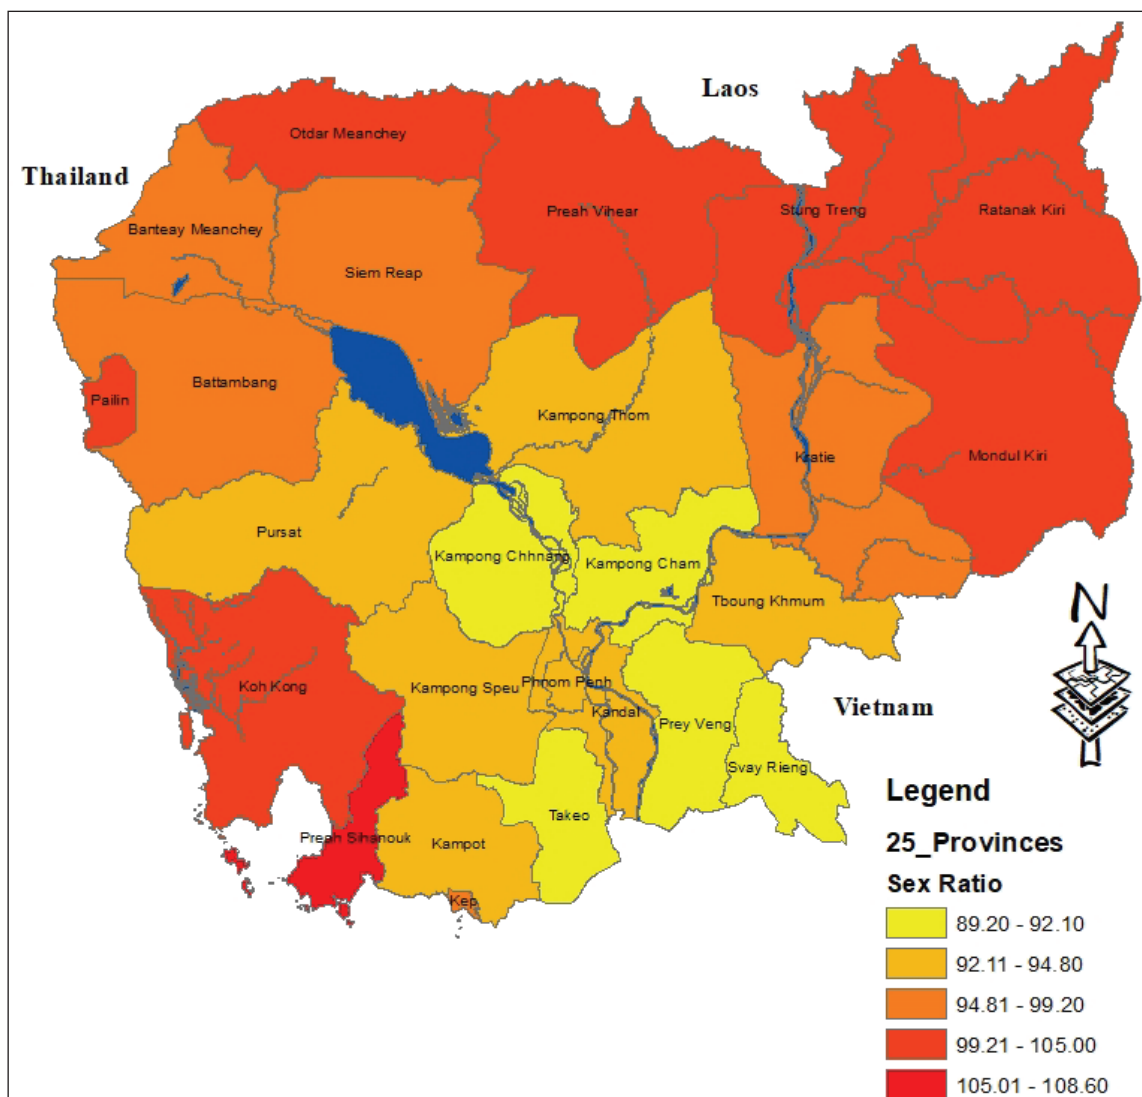 Laos
Otdar Meanchey
Thailand
Preah Vihear
Stung Treng
Ratanak Kiri
Banteay Meanchey
Siem Reap
Battambang
Pailin
Kampong Thom
Kratie
Mondul Kiri
Pursat
Kampong Chhnang
Kampong Cham
Tboung Khmum
N
Koh Kong
Kampong Speu
Phnom Penh
Kandal
Prey Veng
Vietnam
Svay Rieng
Takeo
Preah Sihanouk
Kampot
Kep
Legend
25_Provinces
Sex Ratio
89.20 - 92.10
92.11 - 94.80
94.81 - 99.20
99.21 - 105.00
105.01 - 108.60